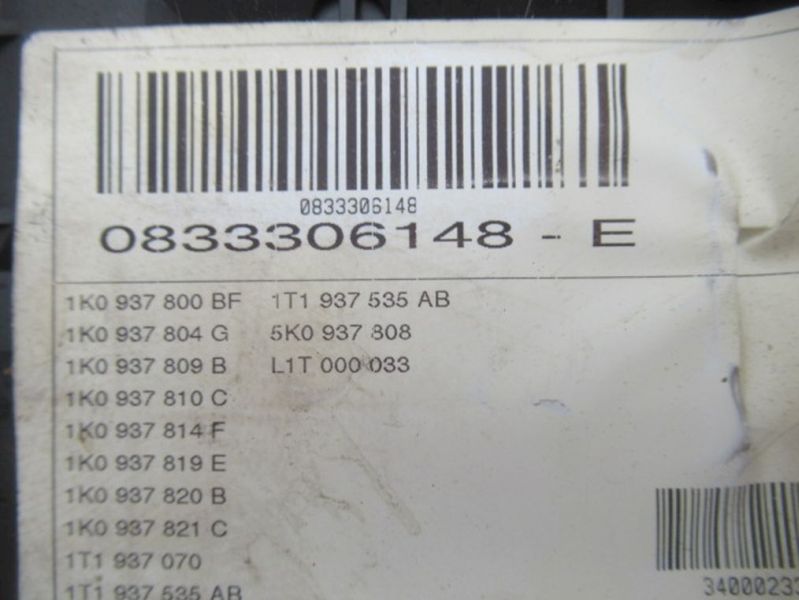 0833306148
0833306148 - E
1K0 937 800 BF 1T1 937 535 AB
1K0 937 804 G 5K0 937 808
1K0 937 809 B L1T 000 033
1K0 937 810 C
1K0 937 814 F
1K0 937 819 E
1K0 937 820 B
1K0 937 821 C
1T1 937 070
1T1 937 535 AB